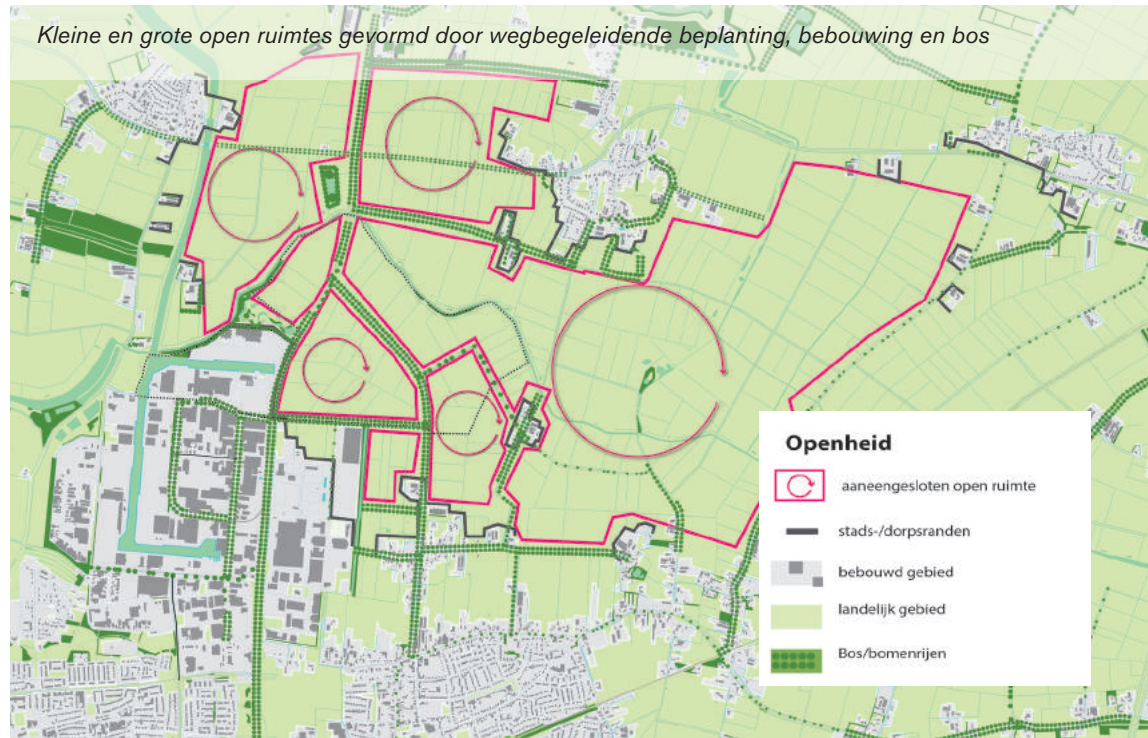 Kleine en grote open ruimtes gevormd door wegbegeleidende beplanting, bebouwing en bos
Openheid
aaneengesloten open ruimte
stads-/dorpsranden
bebouwd gebied
landelijk gebied
Bos/bomenrijen